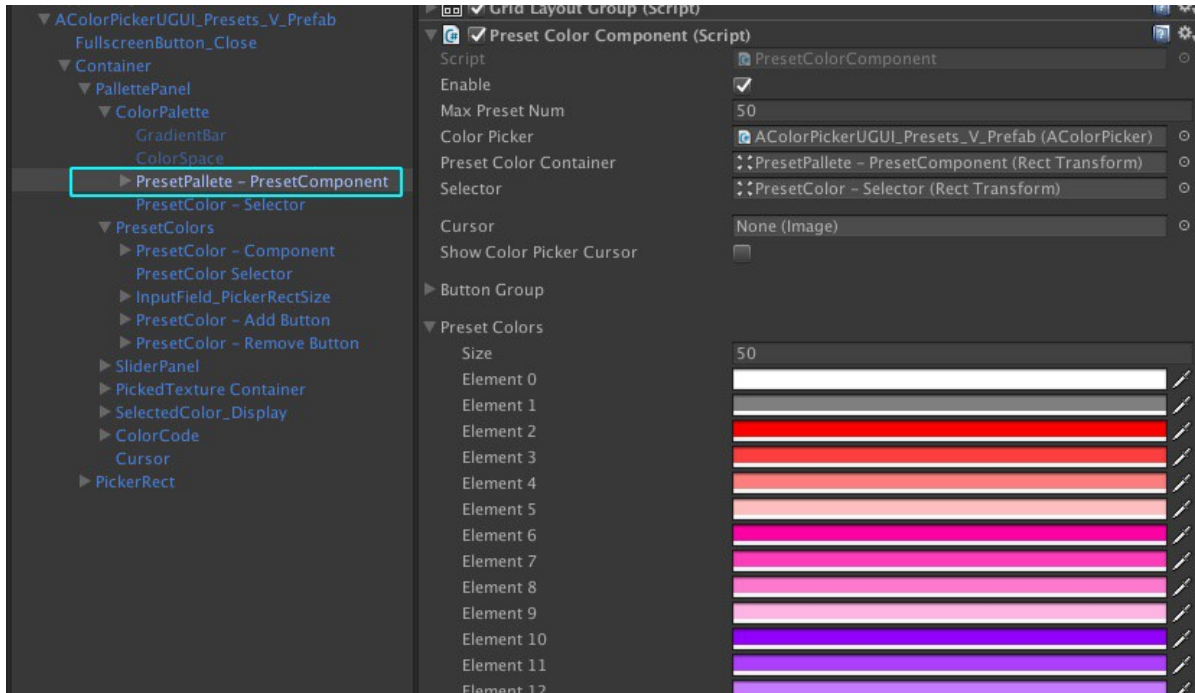 AColorPickerUGUI_Presets_V_Prefab
FullscreenButton_Close
Container
PallettePanel
ColorPalette
GradientBar
ColorSpace
PresetPallete – PresetComponent
PresetColor – Selector
PresetColors
PresetColor – Component
PresetColor Selector
InputField_PickerRectSize
PresetColor – Add Button
PresetColor – Remove Button
SliderPanel
PickedTexture Container
SelectedColor_Display
ColorCode
Cursor
PickerRect
Grid Layout Group (Script)
Preset Color Component (Script)
Script PresetColorComponent
Enable
Max Preset Num 50
Color Picker AColorPickerUGUI_Presets_V_Prefab (AColorPicker)
Preset Color Container PresetPallete – PresetComponent (Rect Transform)
Selector PresetColor – Selector (Rect Transform)
Cursor None (Image)
Show Color Picker Cursor
Button Group
Preset Colors
Size 50
Element 0
Element 1
Element 2
Element 3
Element 4
Element 5
Element 6
Element 7
Element 8
Element 9
Element 10
Element 11
Element 12